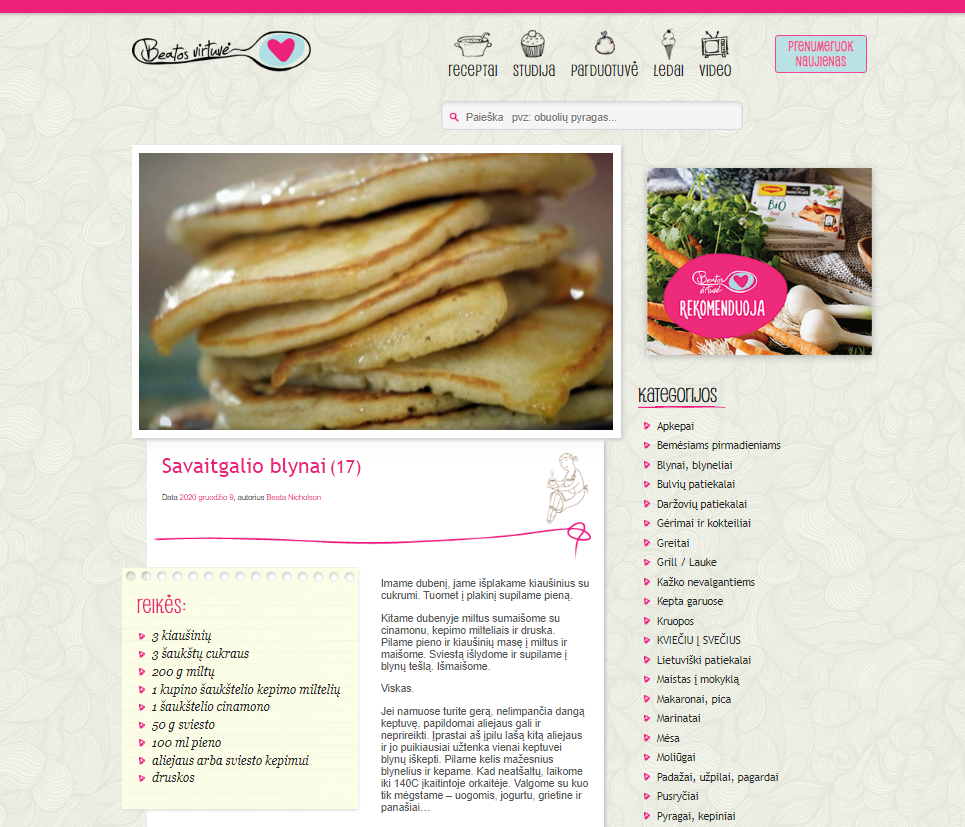 Beatos virtuvė
receptai
studija
parduotuvė
ledai
video
Prenumeruok
naujienas
Paieška pvz: obuolių pyragas...
BIO
Beatos
virtuvė
REKOMENDUOJA
Savaitgalio blynai (17)
Data 2020 gruodžio 9, autorius Beata Nicholson
reikės:
3 kiaušinių
3 šaukštų cukraus
200 g miltų
1 kupino šaukštelio kepimo miltelių
1 šaukštelio cinamono
50 g sviesto
100 ml pieno
aliejaus arba sviesto kepimui
druskos
Imame dubenį, jame išplakame kiaušinius su
cukrumi. Tuomet į plakinį supilame pieną.
Kitame dubenyje miltus sumaišome su
cinamonu, kepimo milteliais ir druska.
Pilame pieno ir kiaušinių masę į miltus ir
maišome. Sviestą išlydome ir supilame į
blynų tešlą. Išmaišome.
Viskas.
Jei namuose turite gerą, nelimpančia dangą
keptuvę, papildomai aliejaus gali ir
neprireikti. Įprastai aš įpilu lašą kitą aliejaus
ir jo puikiausiai užtenka vienai keptuvei
blynų iškepti. Pilame kelis mažesnius
blynelius ir kepame. Kad neatšaltų, laikome
iki 140C įkaitintoje orkaitėje. Valgome su kuo
tik mėgstame – uogomis, jogurtu, grietine ir
panašiai...
kategorijos
Apkepai
Bemėsiams pirmadieniams
Blynai, blyneliai
Bulvių patiekalai
Daržovių patiekalai
Gėrimai ir kokteiliai
Greitai
Grill / Lauke
Kažko nevalgantiems
Kepta garuose
Kruopos
KVIEČIU Į SVEČIUS
Lietuviški patiekalai
Maistas į mokyklą
Makaronai, pica
Marinatai
Mėsa
Moliūgai
Padažai, užpilai, pagardai
Pusryčiai
Pyragai, kepiniai